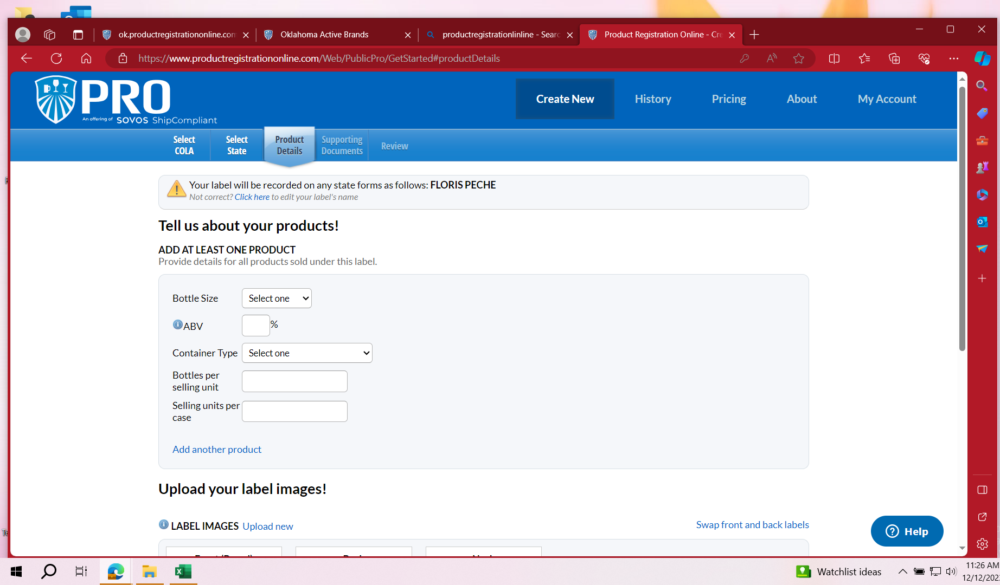 ok.productregistrationonline.com
Oklahoma Active Brands
productregistrationlinline - Searc
Product Registration Online - Cre
https://www.productregistrationonline.com/Web/PublicPro/GetStarted#productDetails
PRO
An offering of SOVOS ShipCompliant
Create New
History
Pricing
About
My Account
Select COLA
Select State
Product Details
Supporting Documents
Review
Your label will be recorded on any state forms as follows: FLORIS PECHE
Not correct? Click here to edit your label's name
Tell us about your products!
ADD AT LEAST ONE PRODUCT
Provide details for all products sold under this label.
Bottle Size
Select one
ABV
%
Container Type
Select one
Bottles per
selling unit
Selling units per
case
Add another product
Upload your label images!
LABEL IMAGES Upload new
Swap front and back labels
Help
Watchlist ideas
11:26 AM
12/12/202